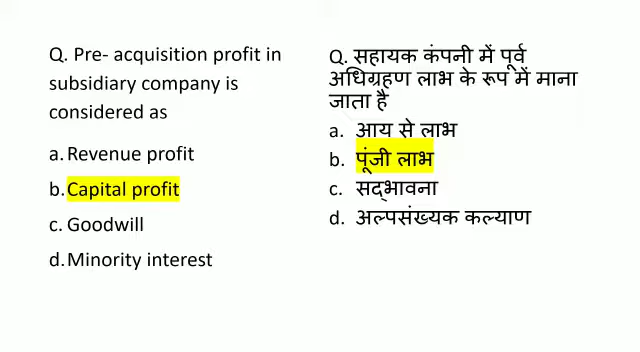 Q. Pre- acquisition profit in
subsidiary company is
considered as
a. Revenue profit
b. Capital profit
c. Goodwill
d. Minority interest
Q. सहायक कंपनी में पूर्व
अधिग्रहण लाभ के रूप में माना
जाता है
a. आय से लाभ
b. पूंजी लाभ
c. सद्भावना
d. अल्पसंख्यक कल्याण